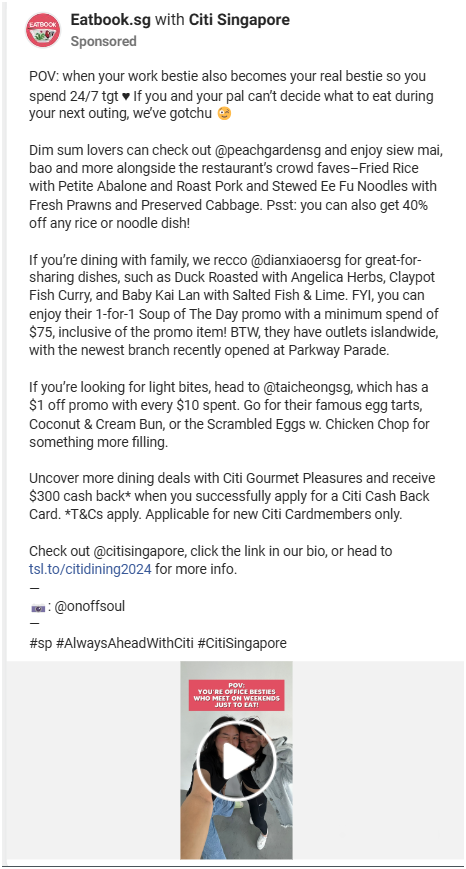 EATBOOK
Eatbook.sg with Citi Singapore
Sponsored
POV: when your work bestie also becomes your real bestie so you
spend 24/7 tgt ♥ If you and your pal can’t decide what to eat during
your next outing, we’ve gotchu 😉
Dim sum lovers can check out @peachgardensg and enjoy siew mai,
bao and more alongside the restaurant’s crowd faves–Fried Rice
with Petite Abalone and Roast Pork and Stewed Ee Fu Noodles with
Fresh Prawns and Preserved Cabbage. Psst: you can also get 40%
off any rice or noodle dish!
If you’re dining with family, we recco @dianxiaoersg for great-for-
sharing dishes, such as Duck Roasted with Angelica Herbs, Claypot
Fish Curry, and Baby Kai Lan with Salted Fish & Lime. FYI, you can
enjoy their 1-for-1 Soup of The Day promo with a minimum spend of
$75, inclusive of the promo item! BTW, they have outlets islandwide,
with the newest branch recently opened at Parkway Parade.
If you’re looking for light bites, head to @taicheongsg, which has a
$1 off promo with every $10 spent. Go for their famous egg tarts,
Coconut & Cream Bun, or the Scrambled Eggs w. Chicken Chop for
something more filling.
Uncover more dining deals with Citi Gourmet Pleasures and receive
$300 cash back* when you successfully apply for a Citi Cash Back
Card. *T&Cs apply. Applicable for new Citi Cardmembers only.
Check out @citisingapore, click the link in our bio, or head to
tsl.to/citidining2024 for more info.
—
📷 : @onoffsoul
—
#sp #AlwaysAheadWithCiti #CitiSingapore
POV:
YOU'RE OFFICE BESTIES
WHO MEET ON WEEKENDS
JUST TO EAT!